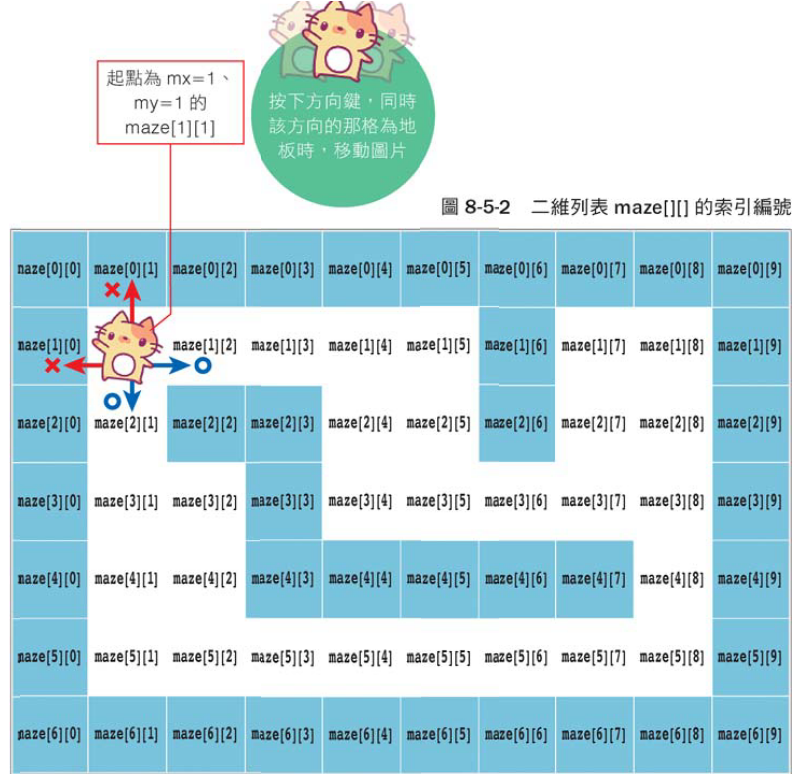 起點為 mx=1、
my=1 的
maze[1][1]
按下方向鍵，同時
該方向的那格為地
板時，移動圖片
圖 8-5-2 二維列表 maze[][] 的索引編號
naze[0][0] maze[0][1] maze[0][2] maze[0][3] maze[0][4] maze[0][5] maze[0][6] maze[0][7] maze[0][8] maze[0][9]
naze[1][0] maze[1][2] maze[1][3] maze[1][4] maze[1][5] maze[1][6] maze[1][7] maze[1][8] maze[1][9]
naze[2][0] maze[2][1] maze[2][2] maze[2][3] maze[2][4] maze[2][5] maze[2][6] maze[2][7] maze[2][8] maze[2][9]
naze[3][0] maze[3][1] maze[3][2] maze[3][3] maze[3][4] maze[3][5] maze[3][6] maze[3][7] maze[3][8] maze[3][9]
naze[4][0] maze[4][1] maze[4][2] maze[4][3] maze[4][4] maze[4][5] maze[4][6] maze[4][7] maze[4][8] maze[4][9]
naze[5][0] maze[5][1] maze[5][2] maze[5][3] maze[5][4] maze[5][5] maze[5][6] maze[5][7] maze[5][8] maze[5][9]
naze[6][0] maze[6][1] maze[6][2] maze[6][3] maze[6][4] maze[6][5] maze[6][6] maze[6][7] maze[6][8] maze[6][9]